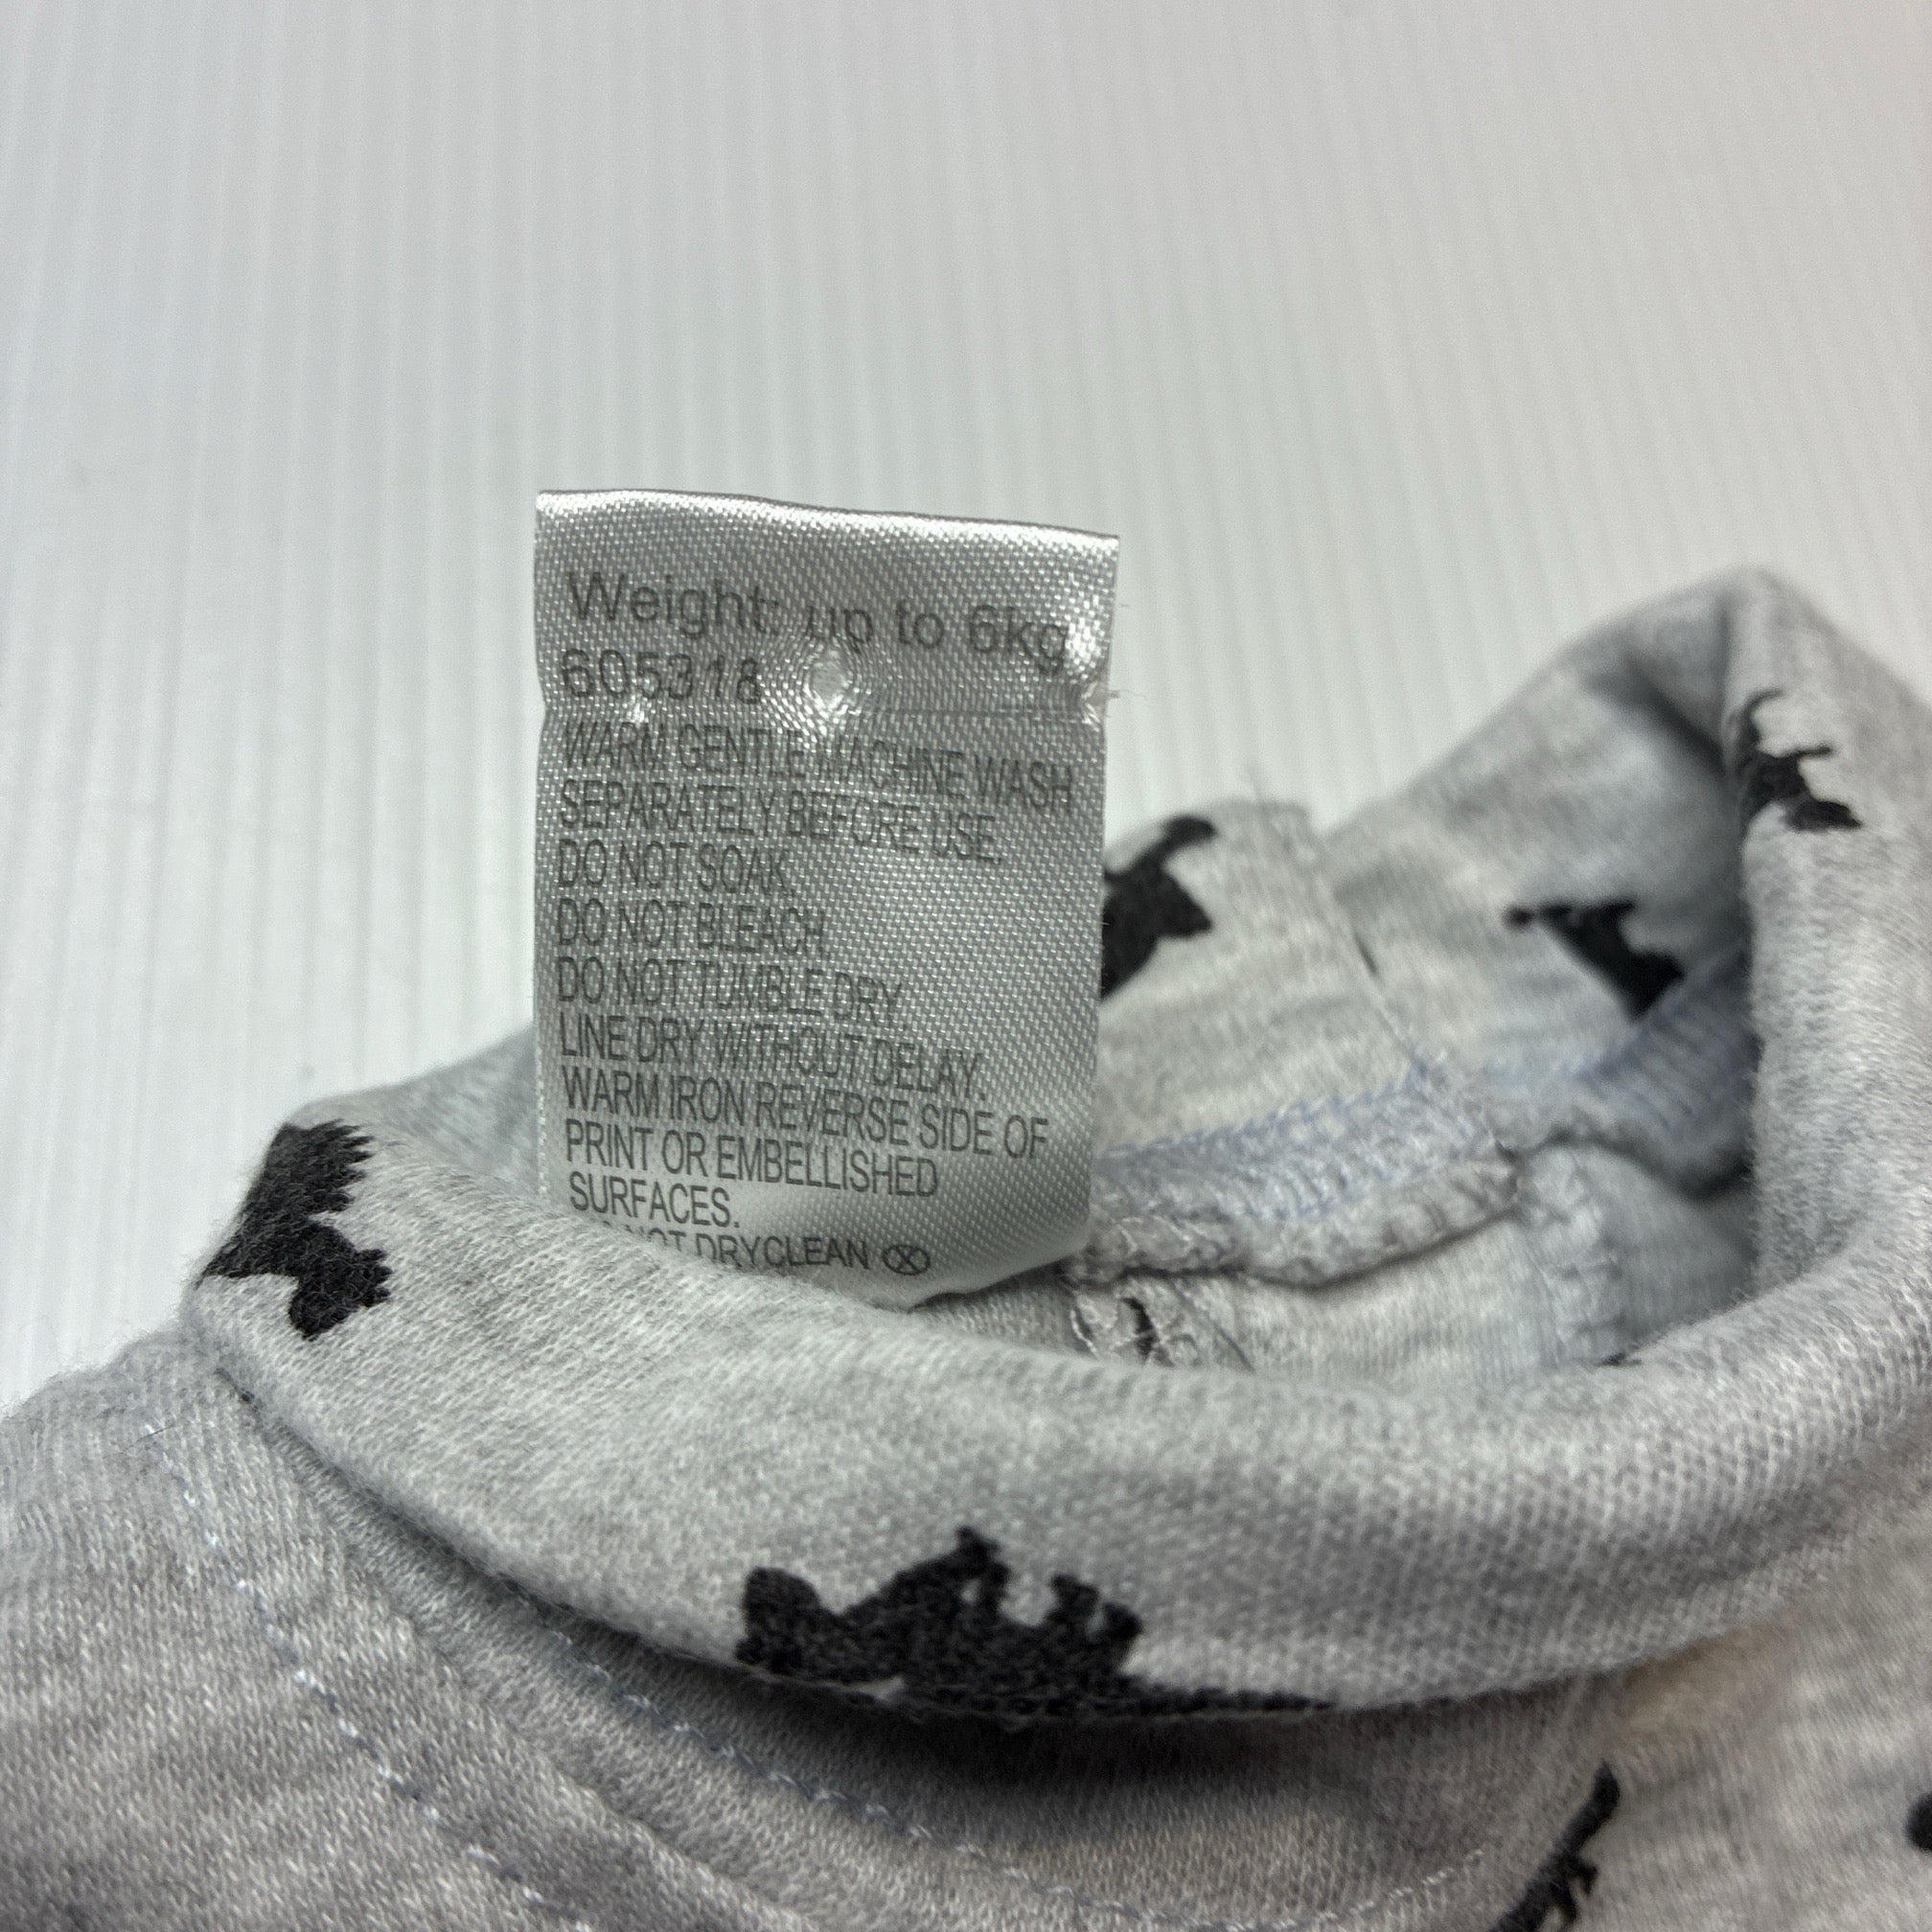 Weight: up to 6kg
605318
WARM GENTLE MACHINE WASH
SEPARATELY BEFORE USE.
DO NOT SOAK
DO NOT BLEACH
DO NOT TUMBLE DRY
LINE DRY WITHOUT DELAY.
WARM IRON REVERSE SIDE OF
PRINT OR EMBELLISHED
SURFACES.
NOT DRYCLEAN